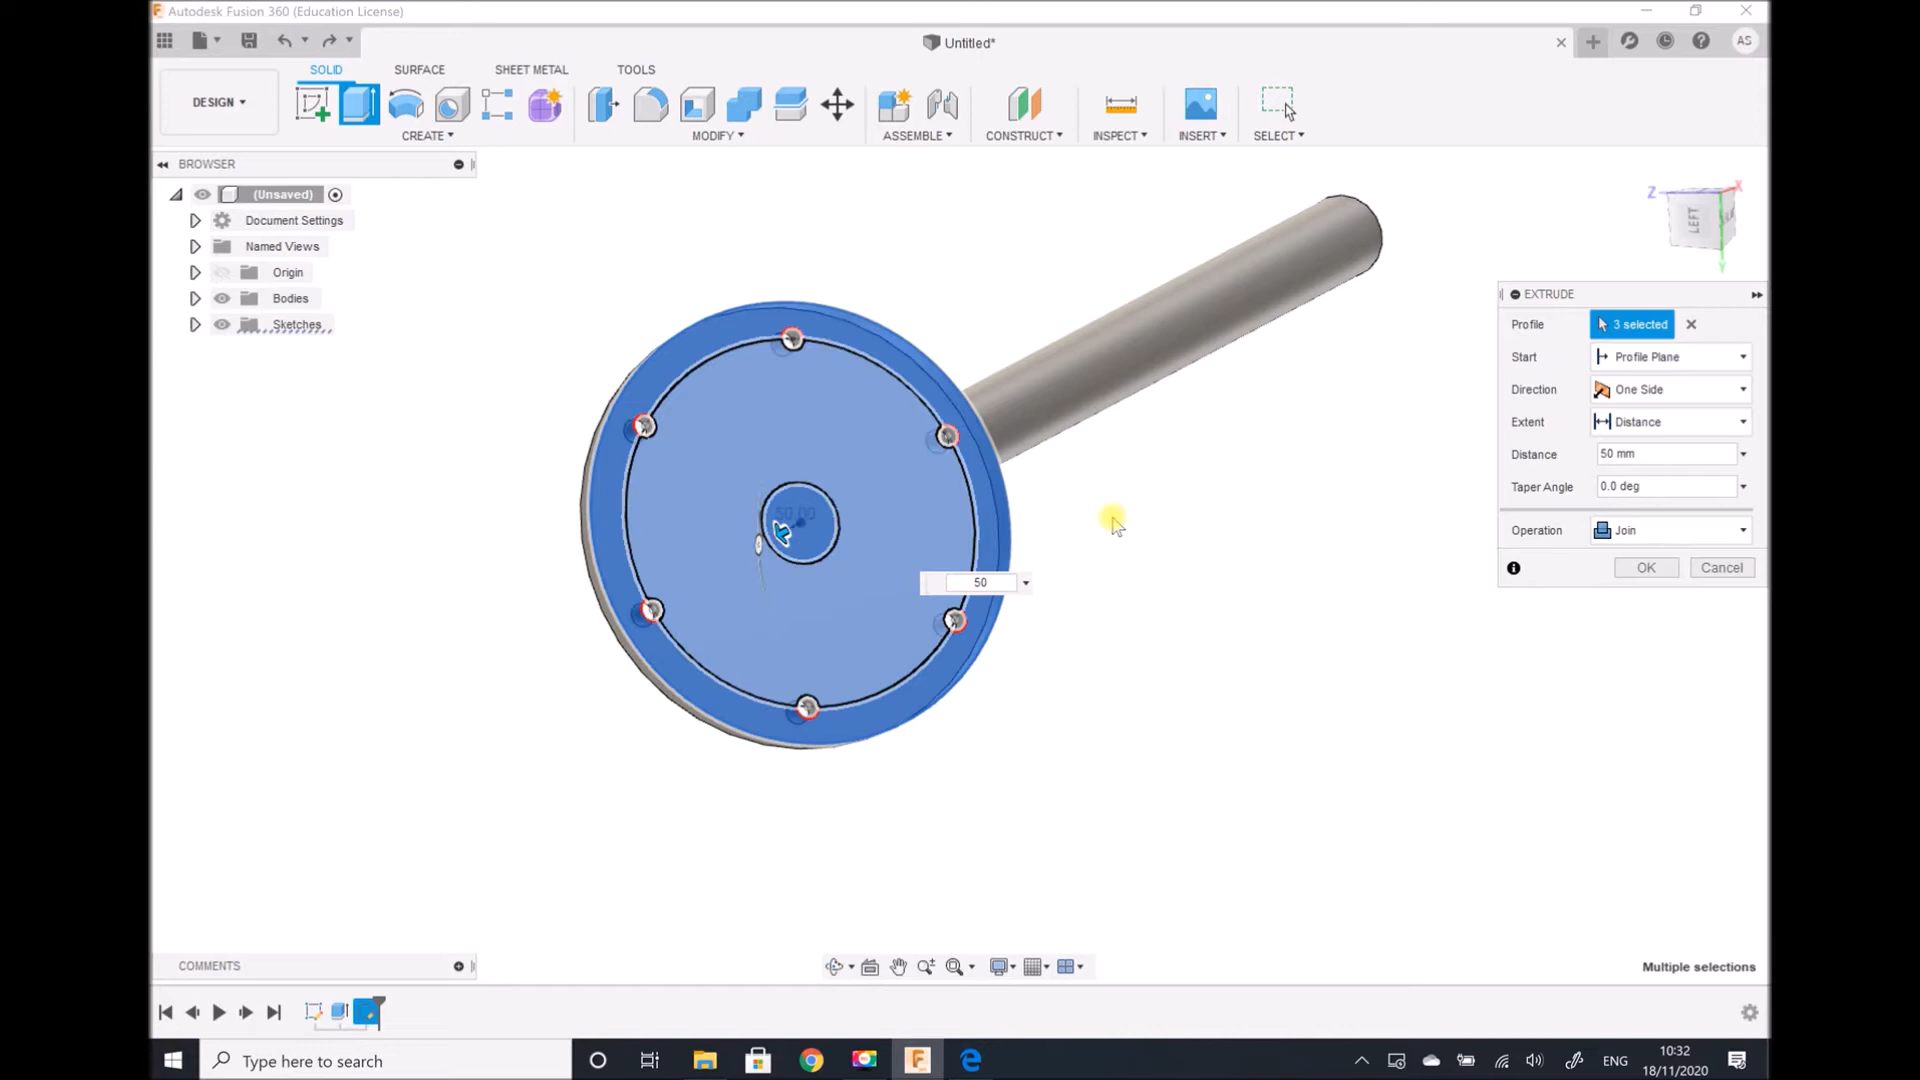 Autodesk Fusion 360 (Education License)
Untitled*
AS
SOLID
SURFACE
SHEET METAL
TOOLS
DESIGN
CREATE
MODIFY
ASSEMBLE
CONSTRUCT
INSPECT
INSERT
SELECT
BROWSER
(Unsaved)
Document Settings
Named Views
Origin
Bodies
Sketches
Z
X
LEFT
Y
EXTRUDE
Profile
3 selected
Start
Profile Plane
Direction
One Side
Extent
Distance
Distance
50 mm
Taper Angle
0.0 deg
Operation
Join
OK
Cancel
50.00
50
COMMENTS
Multiple selections
Type here to search
ENG
10:32
18/11/2020